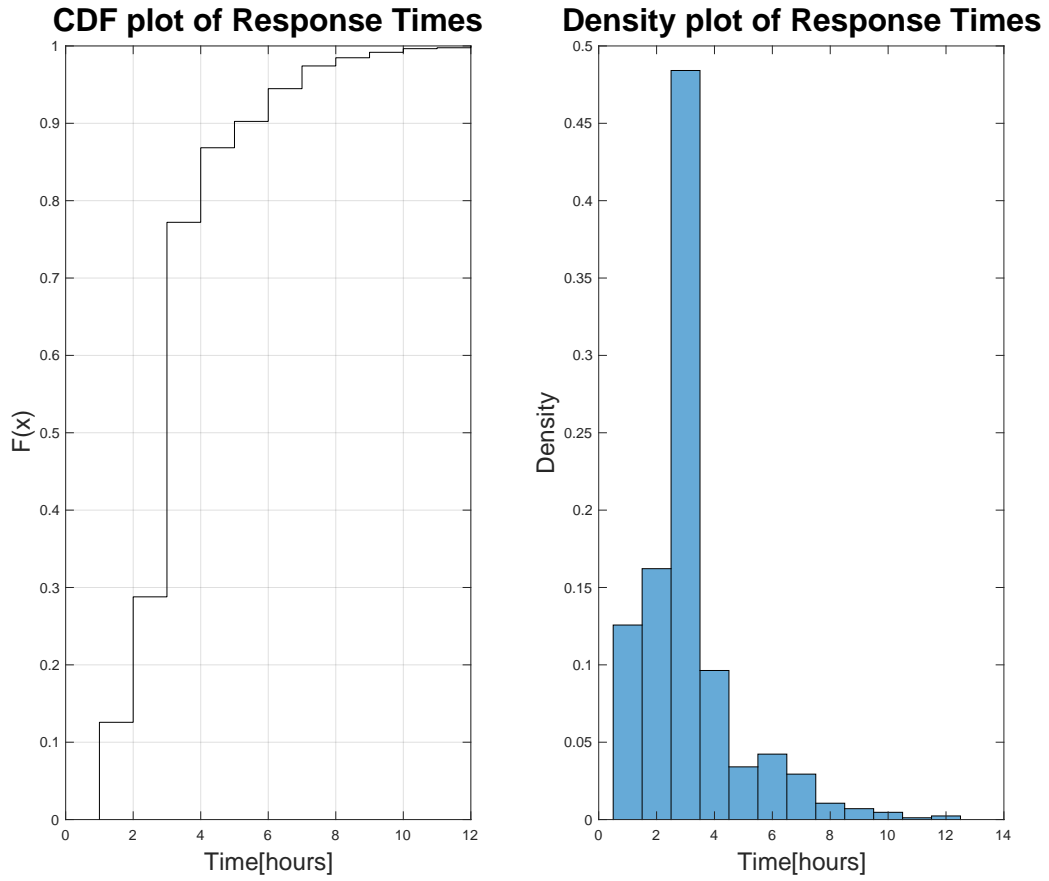 CDF plot of Response Times
1
0.9
0.8
0.7
0.6
0.5
0.4
0.3
0.2
0.1
0
F(x)
0 2 4 6 8 10 12
Time[hours]
Density plot of Response Times
0.5
0.45
0.4
0.35
0.3
0.25
0.2
0.15
0.1
0.05
0
Density
0 2 4 6 8 10 12 14
Time[hours]